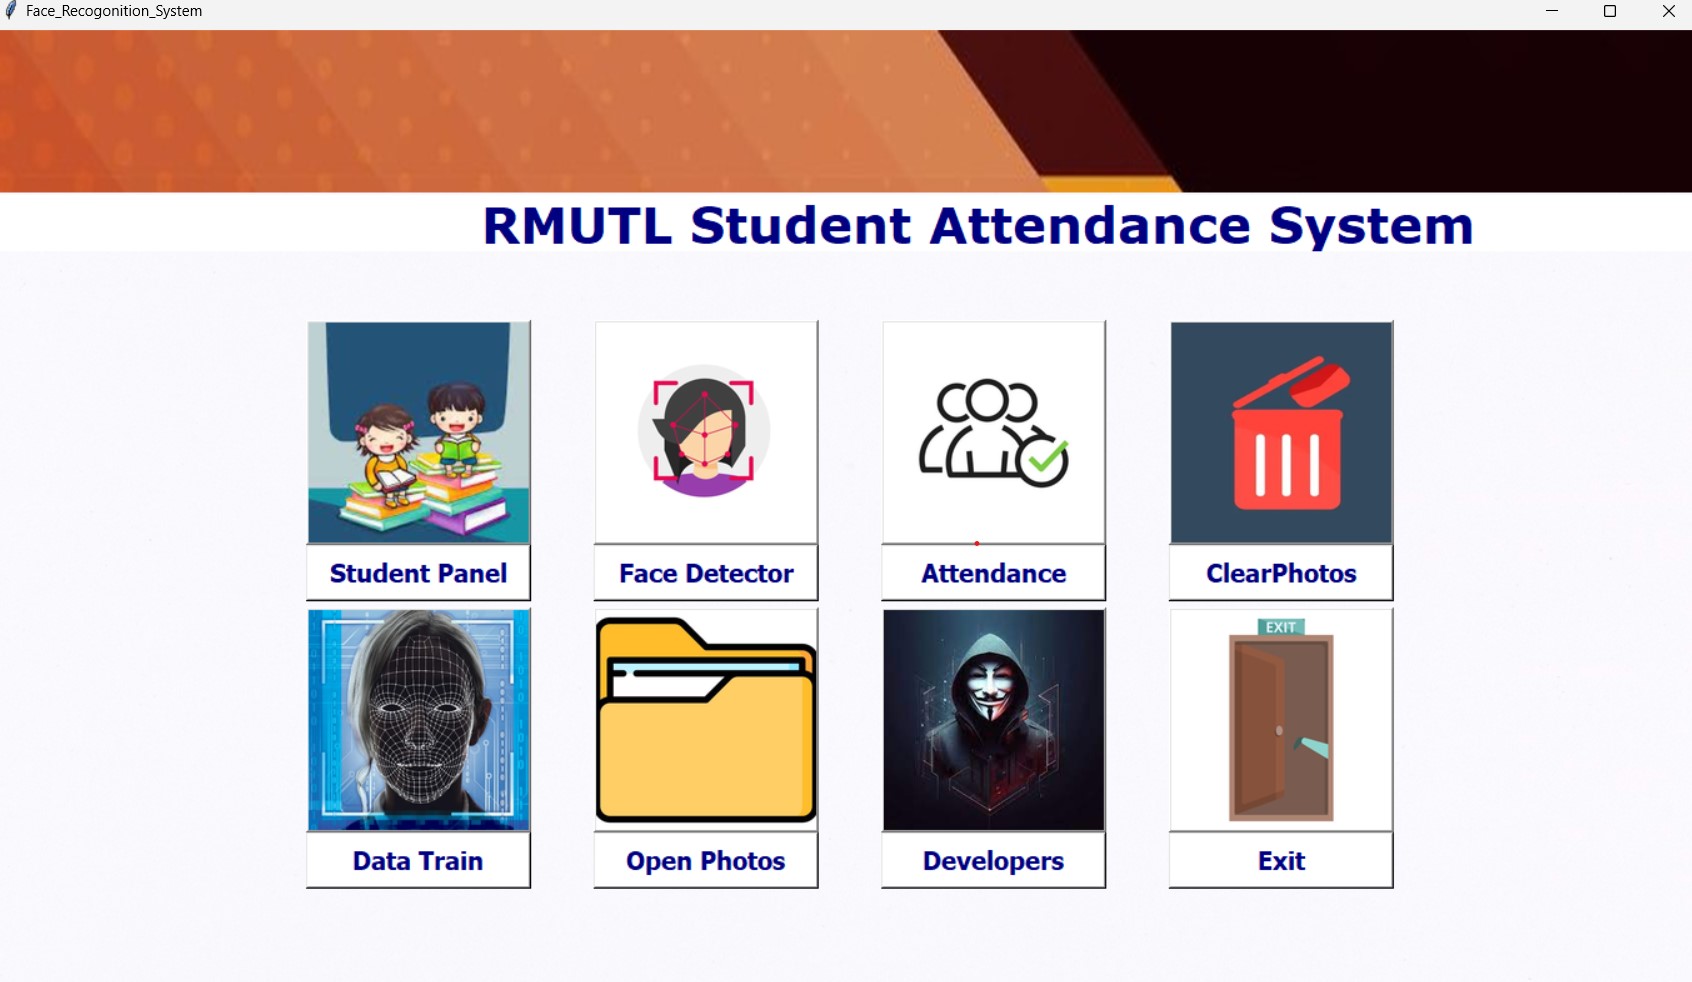 Face_Recogonition_System
RMUTL Student Attendance System
Student Panel
Face Detector
Attendance
ClearPhotos
EXIT
Data Train
Open Photos
Developers
Exit